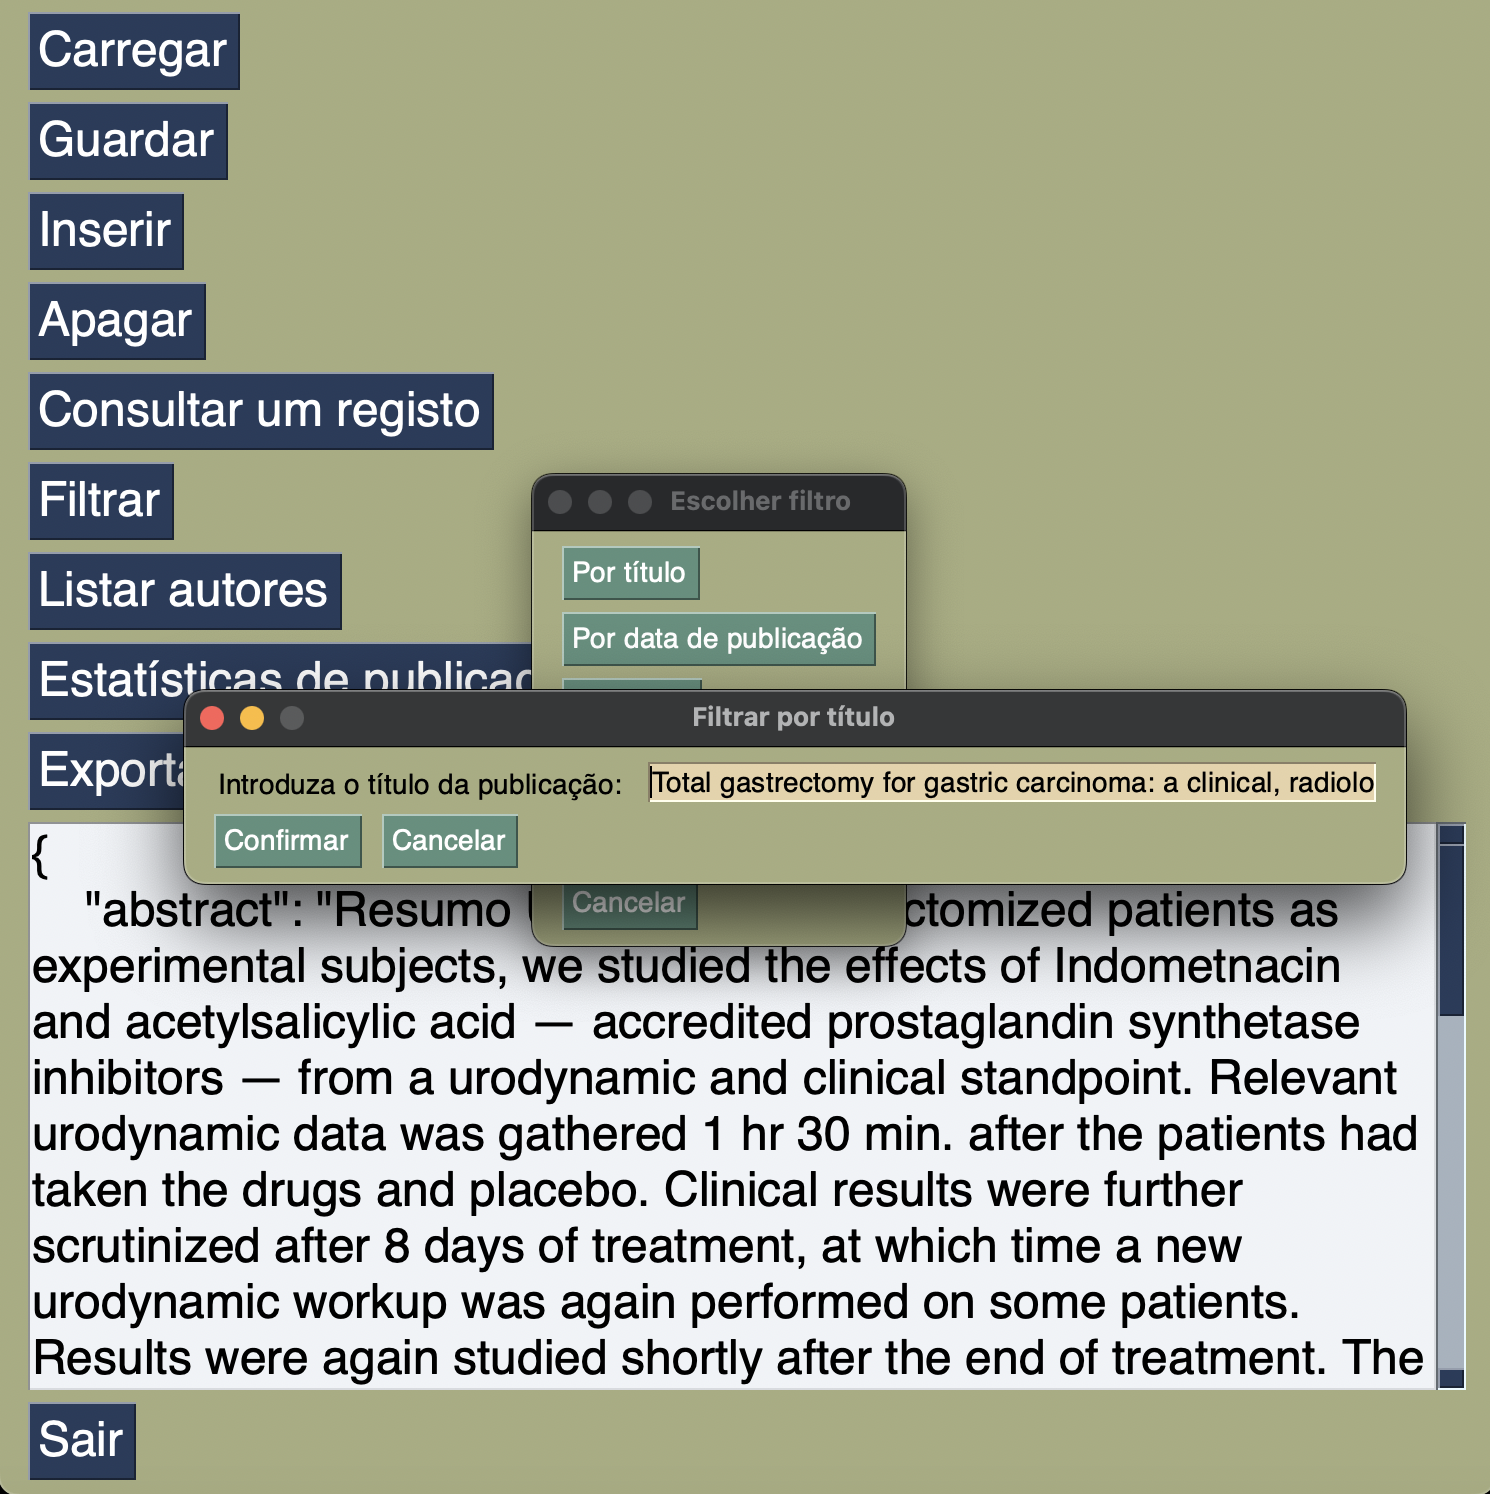 Carregar
Guardar
Inserir
Apagar
Consultar um registo
Filtrar
Listar autores
Estatísticas de publicaç
Exporta
Escolher filtro
Por título
Por data de publicação
Filtrar por título
Introduza o título da publicação: Total gastrectomy for gastric carcinoma: a clinical, radiolo
Confirmar Cancelar
Cancelar
{
"abstract": "Resumo ctomized patients as
experimental subjects, we studied the effects of Indometnacin
and acetylsalicylic acid — accredited prostaglandin synthetase
inhibitors — from a urodynamic and clinical standpoint. Relevant
urodynamic data was gathered 1 hr 30 min. after the patients had
taken the drugs and placebo. Clinical results were further
scrutinized after 8 days of treatment, at which time a new
urodynamic workup was again performed on some patients.
Results were again studied shortly after the end of treatment. The
Sair